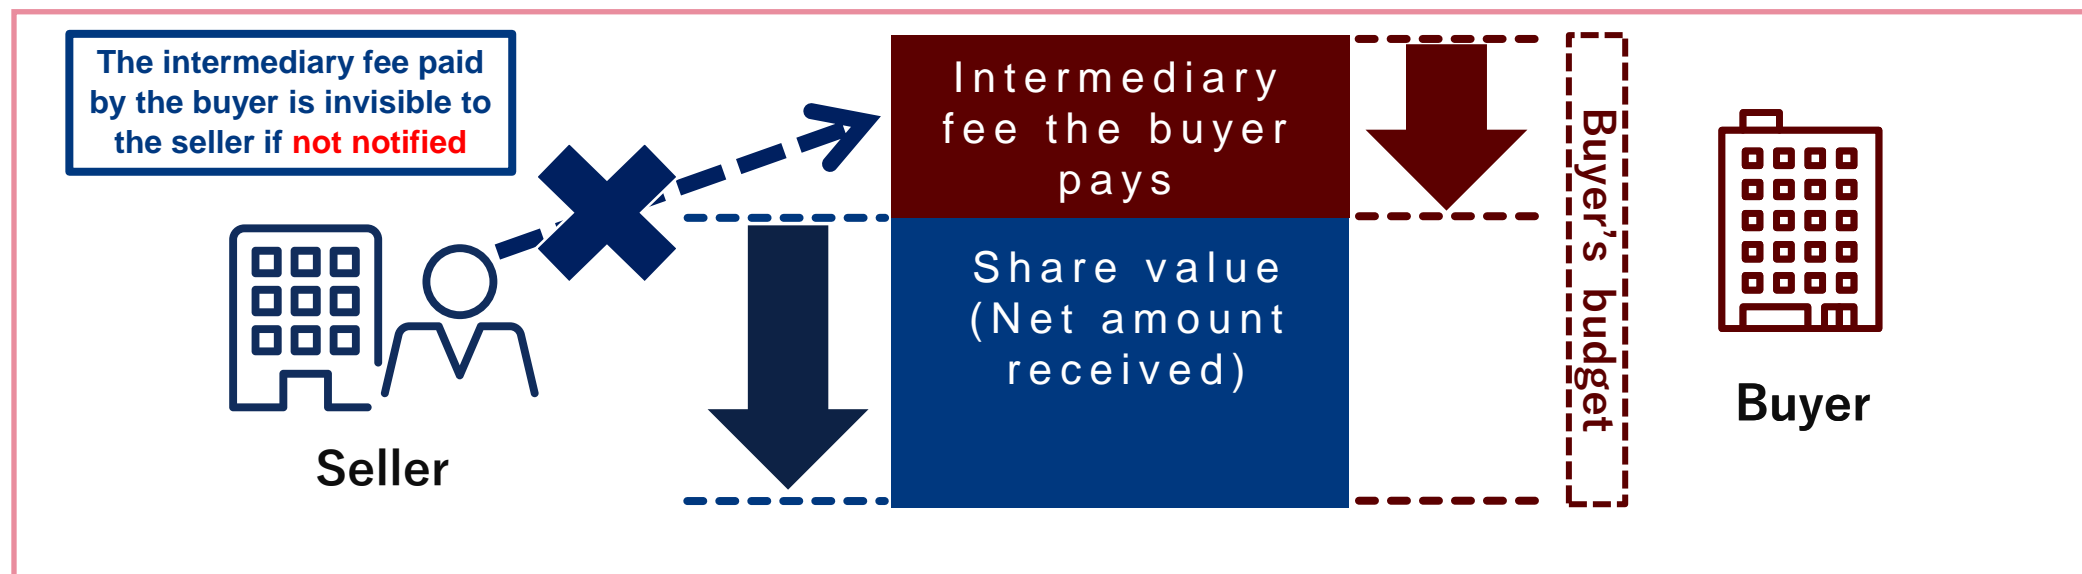 The intermediary fee paid
by the buyer is invisible to
the seller if not notified
Seller
Intermediary
fee the buyer
pays
Share value
(Net amount
received)
Buyer's budget
Buyer